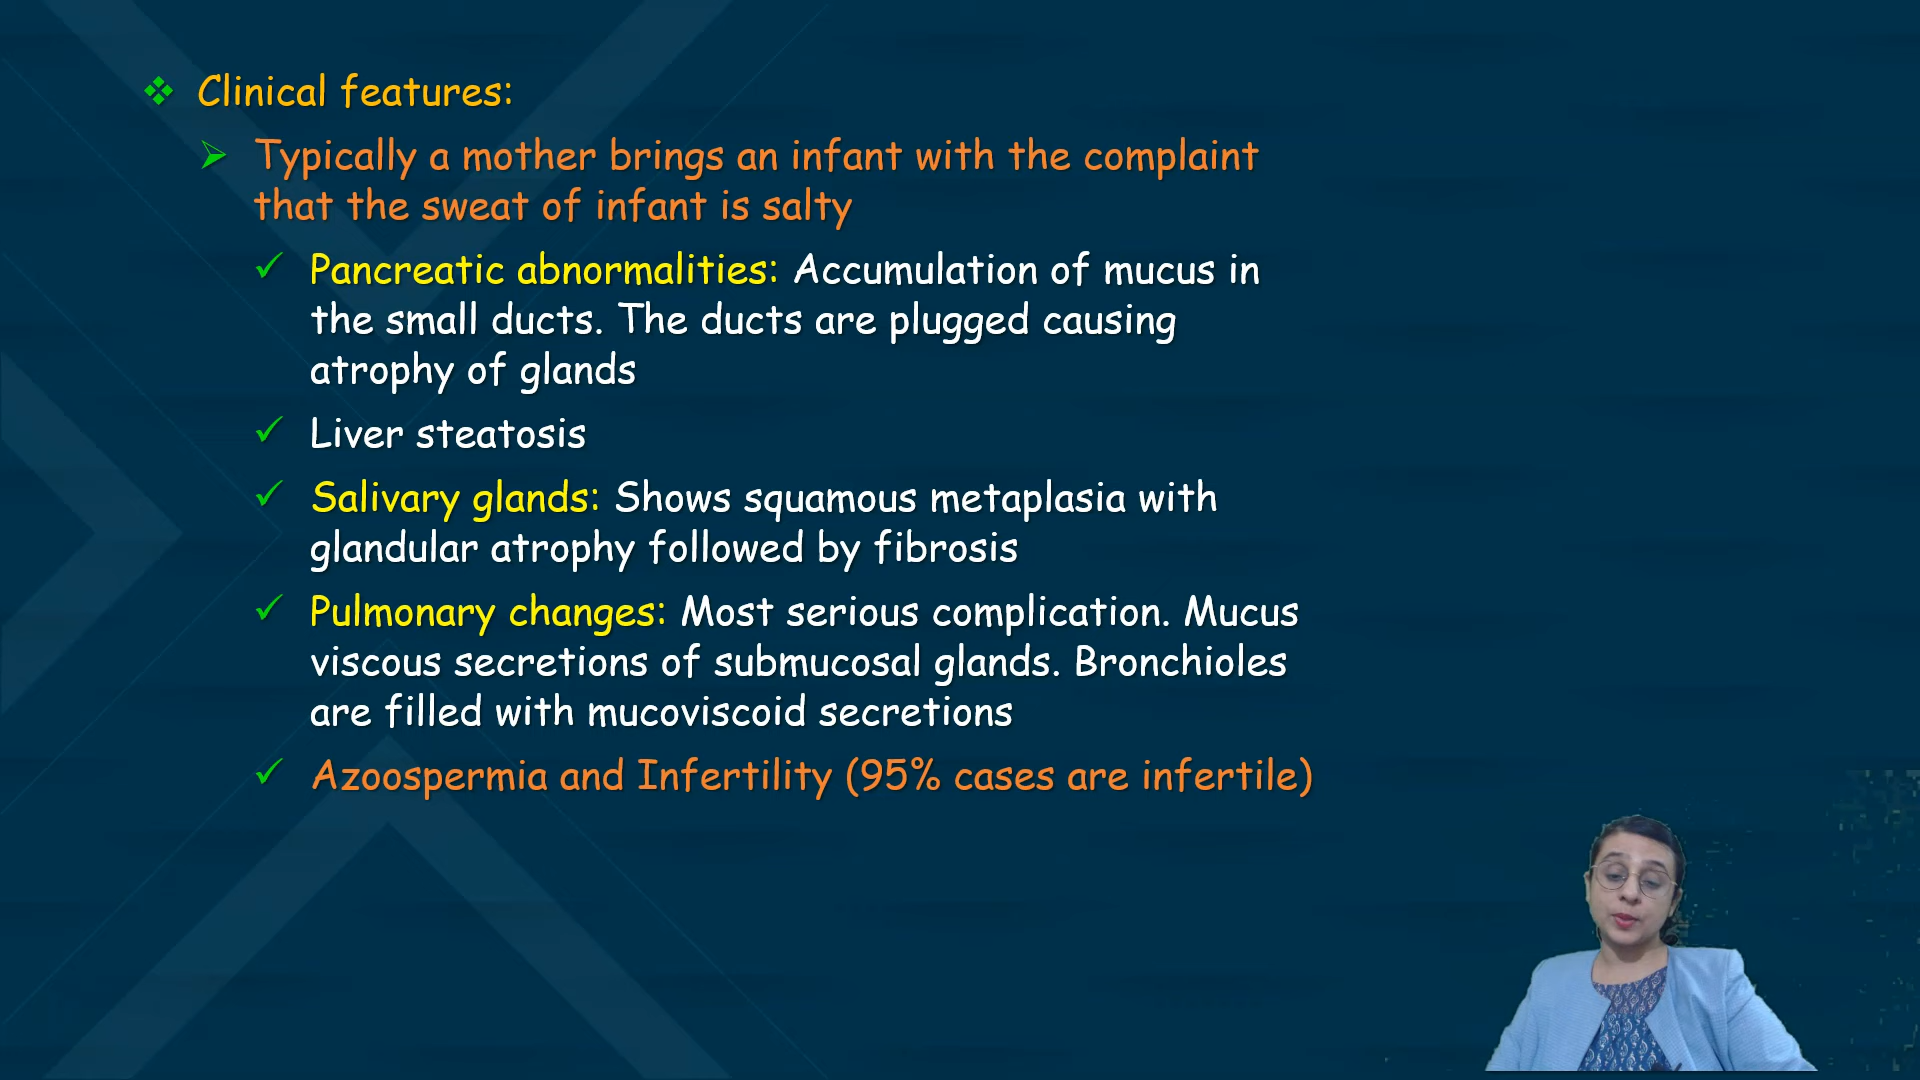 Clinical features:
Typically a mother brings an infant with the complaint
that the sweat of infant is salty
Pancreatic abnormalities: Accumulation of mucus in
the small ducts. The ducts are plugged causing
atrophy of glands
Liver steatosis
Salivary glands: Shows squamous metaplasia with
glandular atrophy followed by fibrosis
Pulmonary changes: Most serious complication. Mucus
viscous secretions of submucosal glands. Bronchioles
are filled with mucoviscoid secretions
Azoospermia and Infertility (95% cases are infertile)